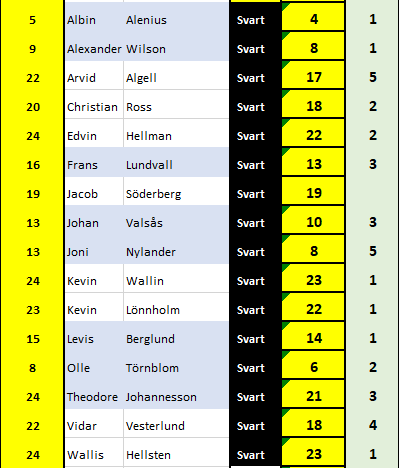 5 Albin Alenius Svart 4 1
9 Alexander Wilson Svart 8 1
22 Arvid Algell Svart 17 5
20 Christian Ross Svart 18 2
24 Edvin Hellman Svart 22 2
16 Frans Lundvall Svart 13 3
19 Jacob Söderberg Svart 19
13 Johan Valsås Svart 10 3
13 Joni Nylander Svart 8 5
24 Kevin Wallin Svart 23 1
23 Kevin Lönnholm Svart 22 1
15 Levis Berglund Svart 14 1
8 Olle Törnblom Svart 6 2
24 Theodore Johannesson Svart 21 3
22 Vidar Vesterlund Svart 18 4
24 Wallis Hellsten Svart 23 1